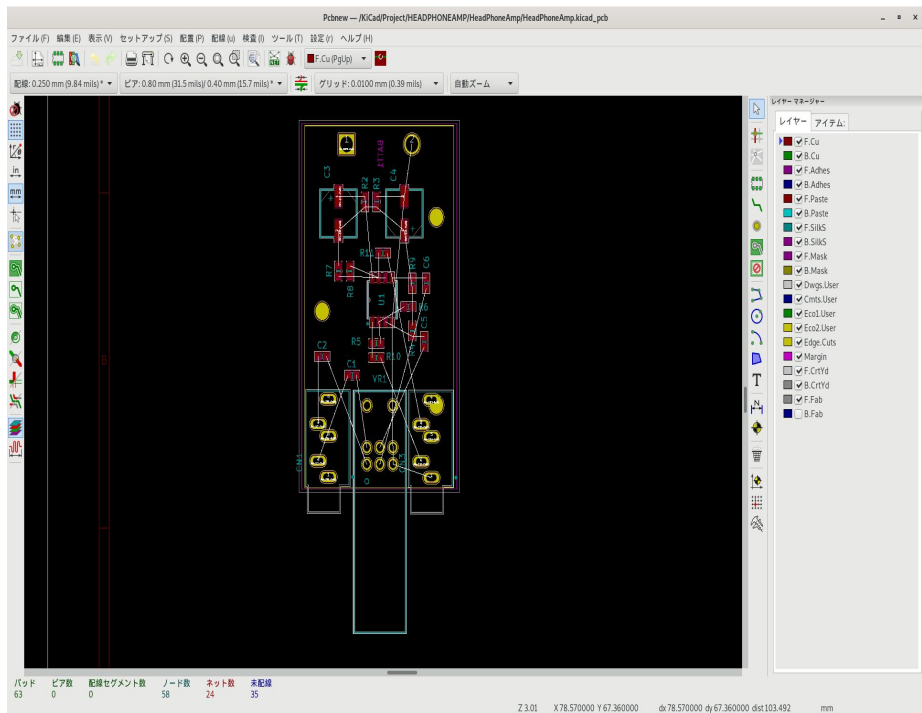 Pcbnew — /KiCad/Project/HEADPHONEAMP/HeadPhoneAmp/HeadPhoneAmp.kicad_pcb
ファイル(F) 編集(E) 表示(V) セットアップ(S) 配置(P) 配線(u) 検査(I) ツール(T) 設定(r) ヘルプ(H)
F.Cu (PgUp)
配線: 0.250 mm (9.84 mils) * ビア: 0.80 mm (31.5 mils)/ 0.40 mm (15.7 mils) * グリッド: 0.0100 mm (0.39 mils) 自動ズーム
レイヤー マネージャー
レイヤー アイテム:
F.Cu
B.Cu
F.Adhes
B.Adhes
F.Paste
B.Paste
F.SilkS
B.SilkS
F.Mask
B.Mask
Dwgs.User
Cmts.User
Eco1.User
Eco2.User
Edge.Cuts
Margin
F.CrtYd
B.CrtYd
F.Fab
B.Fab
in
mm
T
N
1 2
BATT1
C3 R2 R3 C4
R7 R8 R9 C6
U1
C5
R5
C2 R10
C1 VR1
CN1
パッド ビア数 配線セグメント数 ノード数 ネット数 未配線
63 0 0 58 24 35
Z 3.01 X 78.570000 Y 67.360000 dx 78.570000 dy 67.360000 dist 103.492 mm